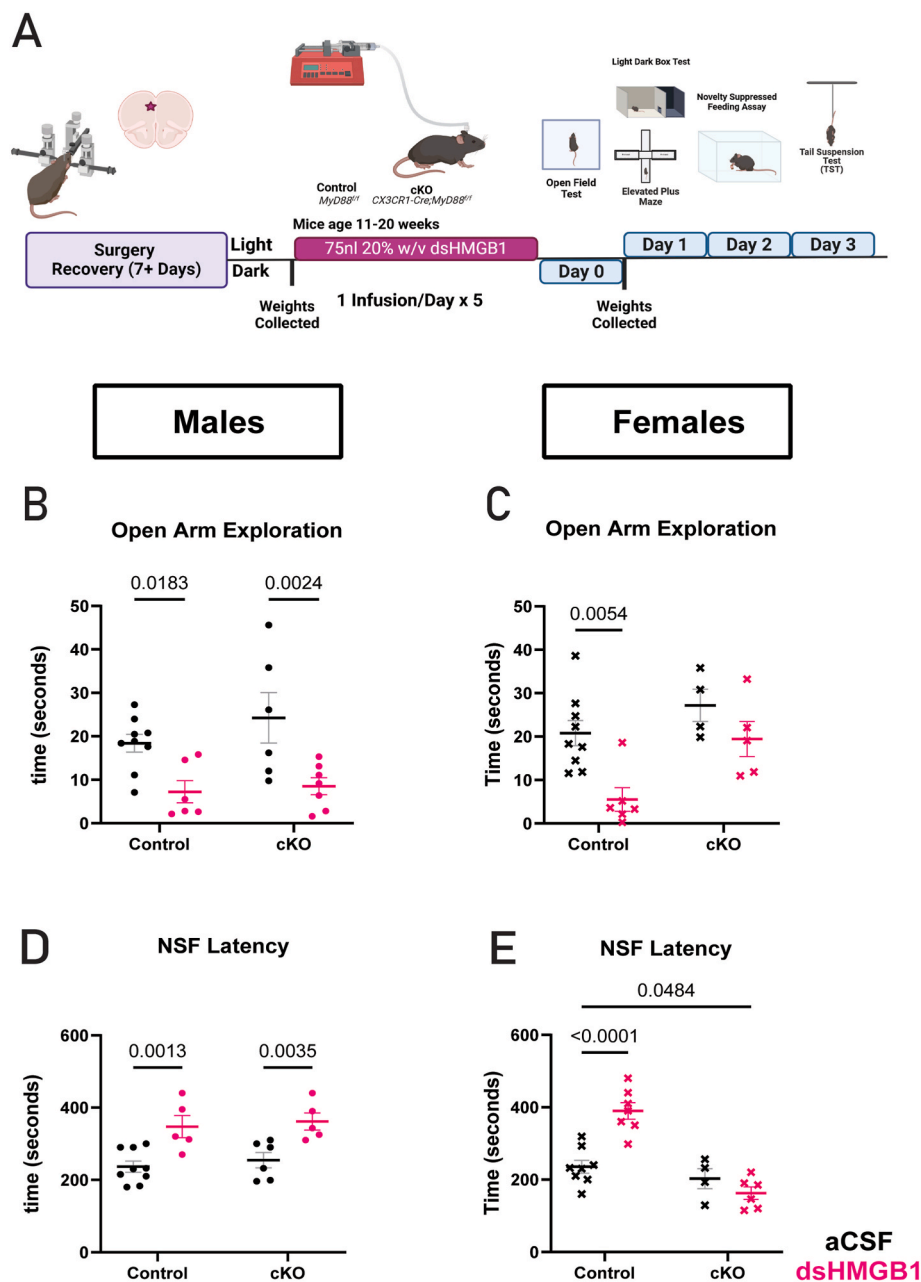 A
Light Dark Box Test
Novelty Suppressed
Feeding Assay
Open Field
Test
Elevated Plus
Maze
Tail Suspension
Test
(TST)
Control
MyD88f/f
cKO
CX3CR1-Cre;MyD88f/f
Mice age 11-20 weeks
Surgery
Recovery (7+ Days)
Light
Dark
75nl 20% w/v dsHMGB1
Day 0
Day 1
Day 2
Day 3
Weights
Collected
1 Infusion/Day x 5
Weights
Collected
Males
Females
B
Open Arm Exploration
0.0183
0.0024
time (seconds)
50
40
30
20
10
0
Control
cKO
C
Open Arm Exploration
0.0054
Time (seconds)
50
40
30
20
10
0
Control
cKO
D
NSF Latency
0.0013
0.0035
time (seconds)
600
400
200
0
Control
cKO
E
NSF Latency
0.0484
<0.0001
Time (seconds)
600
400
200
0
Control
cKO
aCSF
dsHMGB1